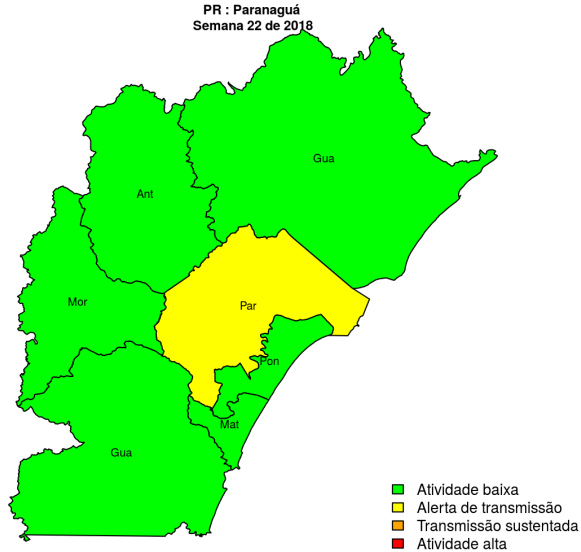 PR : Paranaguá
Semana 22 de 2018
Gua
Ant
Mor
Par
Pon
Mat
Gua
Atividade baixa
Alerta de transmissão
Transmissão sustentada
Atividade alta